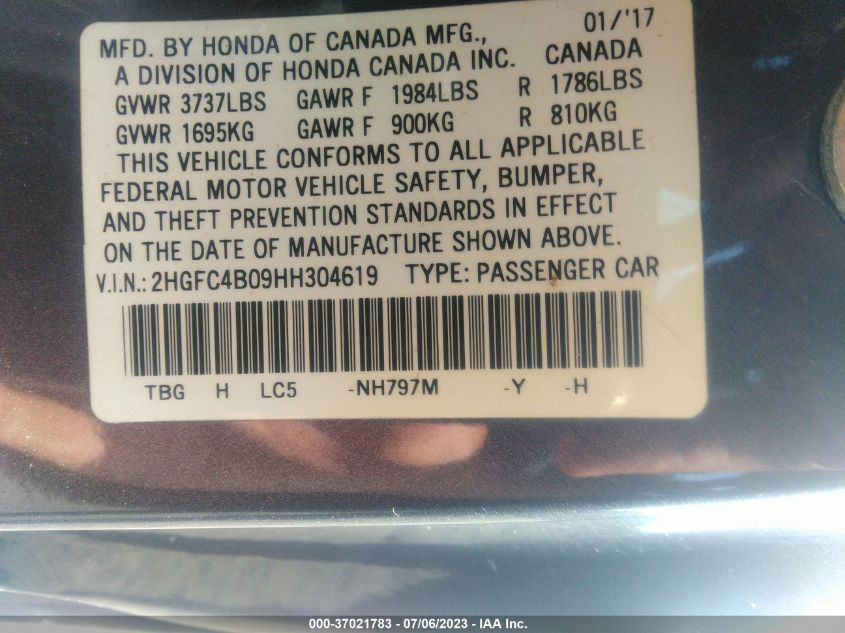 01/'17
MFD. BY HONDA OF CANADA MFG.,
A DIVISION OF HONDA CANADA INC. CANADA
GVWR 3737LBS GAWR F 1984LBS R 1786LBS
GVWR 1695KG GAWR F 900KG R 810KG
THIS VEHICLE CONFORMS TO ALL APPLICABLE
FEDERAL MOTOR VEHICLE SAFETY, BUMPER,
AND THEFT PREVENTION STANDARDS IN EFFECT
ON THE DATE OF MANUFACTURE SHOWN ABOVE.
V.I.N.: 2HGFC4B09HH304619 TYPE: PASSENGER CAR
TBG H LC5 -NH797M -Y -H
000-37021783 - 07/06/2023 - IAA Inc.